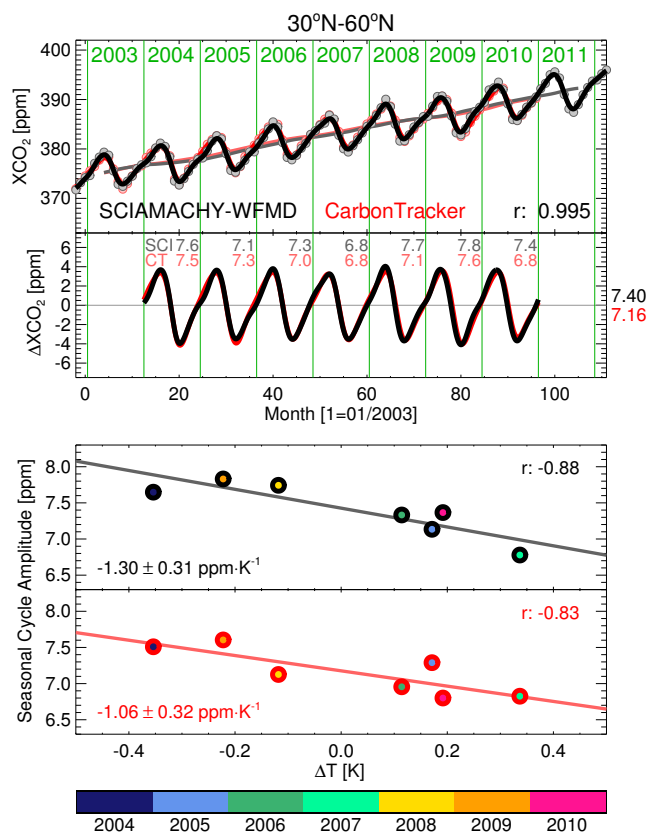 30°N-60°N
400
2003 2004 2005 2006 2007 2008 2009 2010 2011
390
380
370
XCO₂ [ppm]
SCIAMACHY-WFMD CarbonTracker r: 0.995
6
4
2
0
-2
-4
-6
ΔXCO₂ [ppm]
SCI 7.6 7.1 7.3 6.8 7.7 7.8 7.4
CT 7.5 7.3 7.0 6.8 7.1 7.6 6.8
7.40
7.16
0 20 40 60 80 100
Month [1=01/2003]
8.0
7.5
7.0
6.5
r: -0.88
-1.30 ± 0.31 ppm·K⁻¹
Seasonal Cycle Amplitude [ppm]
8.0
7.5
7.0
6.5
r: -0.83
-1.06 ± 0.32 ppm·K⁻¹
-0.4 -0.2 0.0 0.2 0.4
ΔT [K]
2004 2005 2006 2007 2008 2009 2010